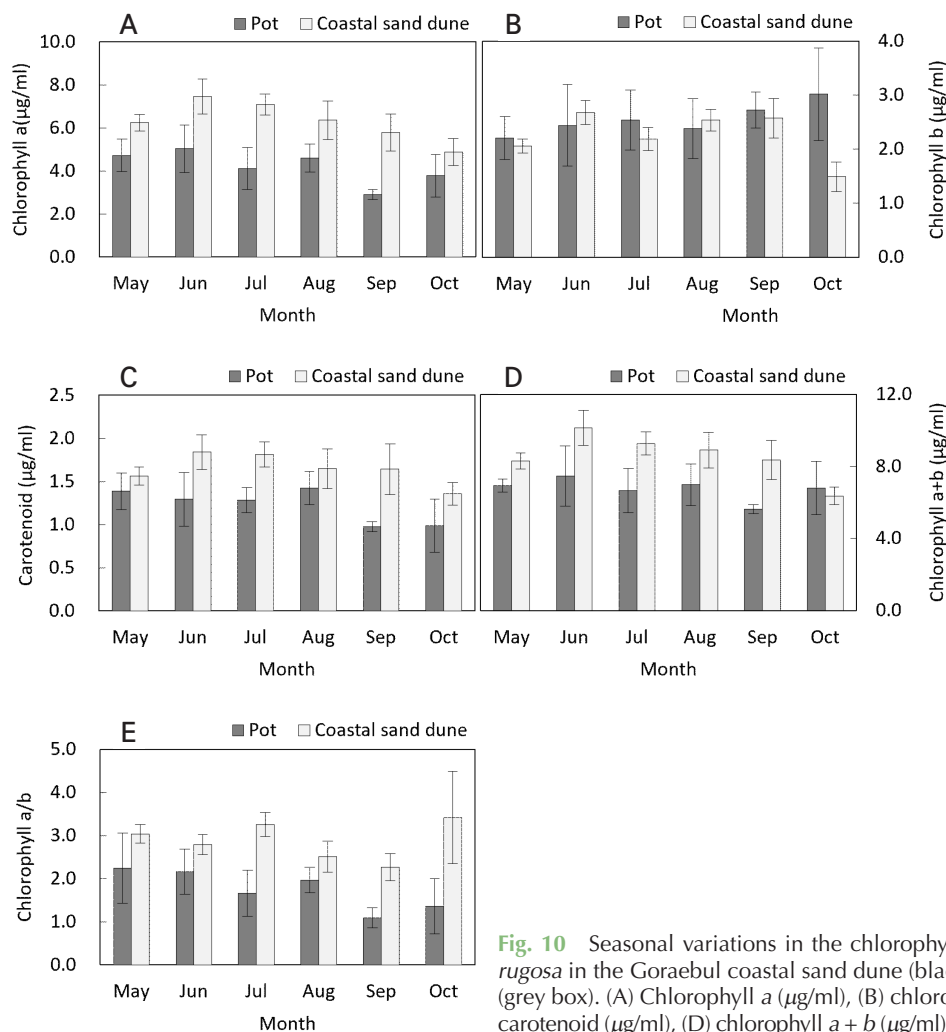 A
Pot Coastal sand dune
Chlorophyll a(µg/ml)
10.0
8.0
6.0
4.0
2.0
0.0
May Jun Jul Aug Sep Oct
Month
B
Pot Coastal sand dune
4.0
3.0
2.0
1.0
0.0
Chlorophyll b (µg/ml)
May Jun Jul Aug Sep Oct
Month
C
Pot Coastal sand dune
Carotenoid (µg/ml)
2.5
2.0
1.5
1.0
0.5
0.0
May Jun Jul Aug Sep Oct
Month
D
Pot Coastal sand dune
12.0
8.0
4.0
0.0
Chlorophyll a+b (µg/ml)
May Jun Jul Aug Sep Oct
Month
E
Pot Coastal sand dune
Chlorophyll a/b
5.0
4.0
3.0
2.0
1.0
0.0
May Jun Jul Aug Sep Oct
Month
Fig. 10 Seasonal variations in the chlorophy
rugosa in the Goraebul coastal sand dune (bla
(grey box). (A) Chlorophyll a (µg/ml), (B) chloro
carotenoid (µg/ml), (D) chlorophyll a + b (µg/ml)